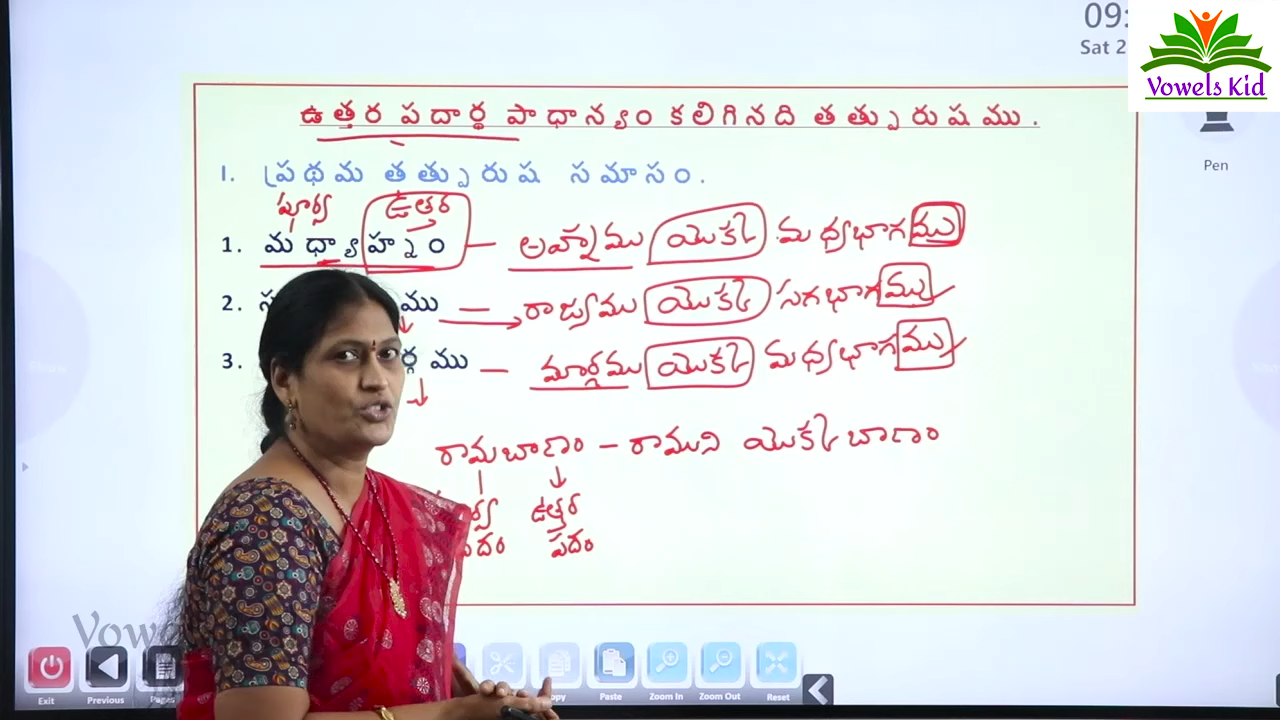 09:
Sat 2
Vowels Kid
Pen
ఉత్తర పదార్థ ప్రాధాన్యం కలిగినది తత్పురుషము.
I. ప్రథమ తత్పురుష సమాసం.
పూర్వ ఉత్తర
1. మధ్యాహ్నం — అహ్నము యొక్క మధ్యభాగము
2. ము — రాజ్యము యొక్క సగభాగము
3. ర్గము — మార్గము యొక్క మధ్యభాగము
రామబాణం – రాముని యొక్క బాణం
ఉత్తర
పదం పదం
Exit Previous Paste Zoom In Zoom Out Reset